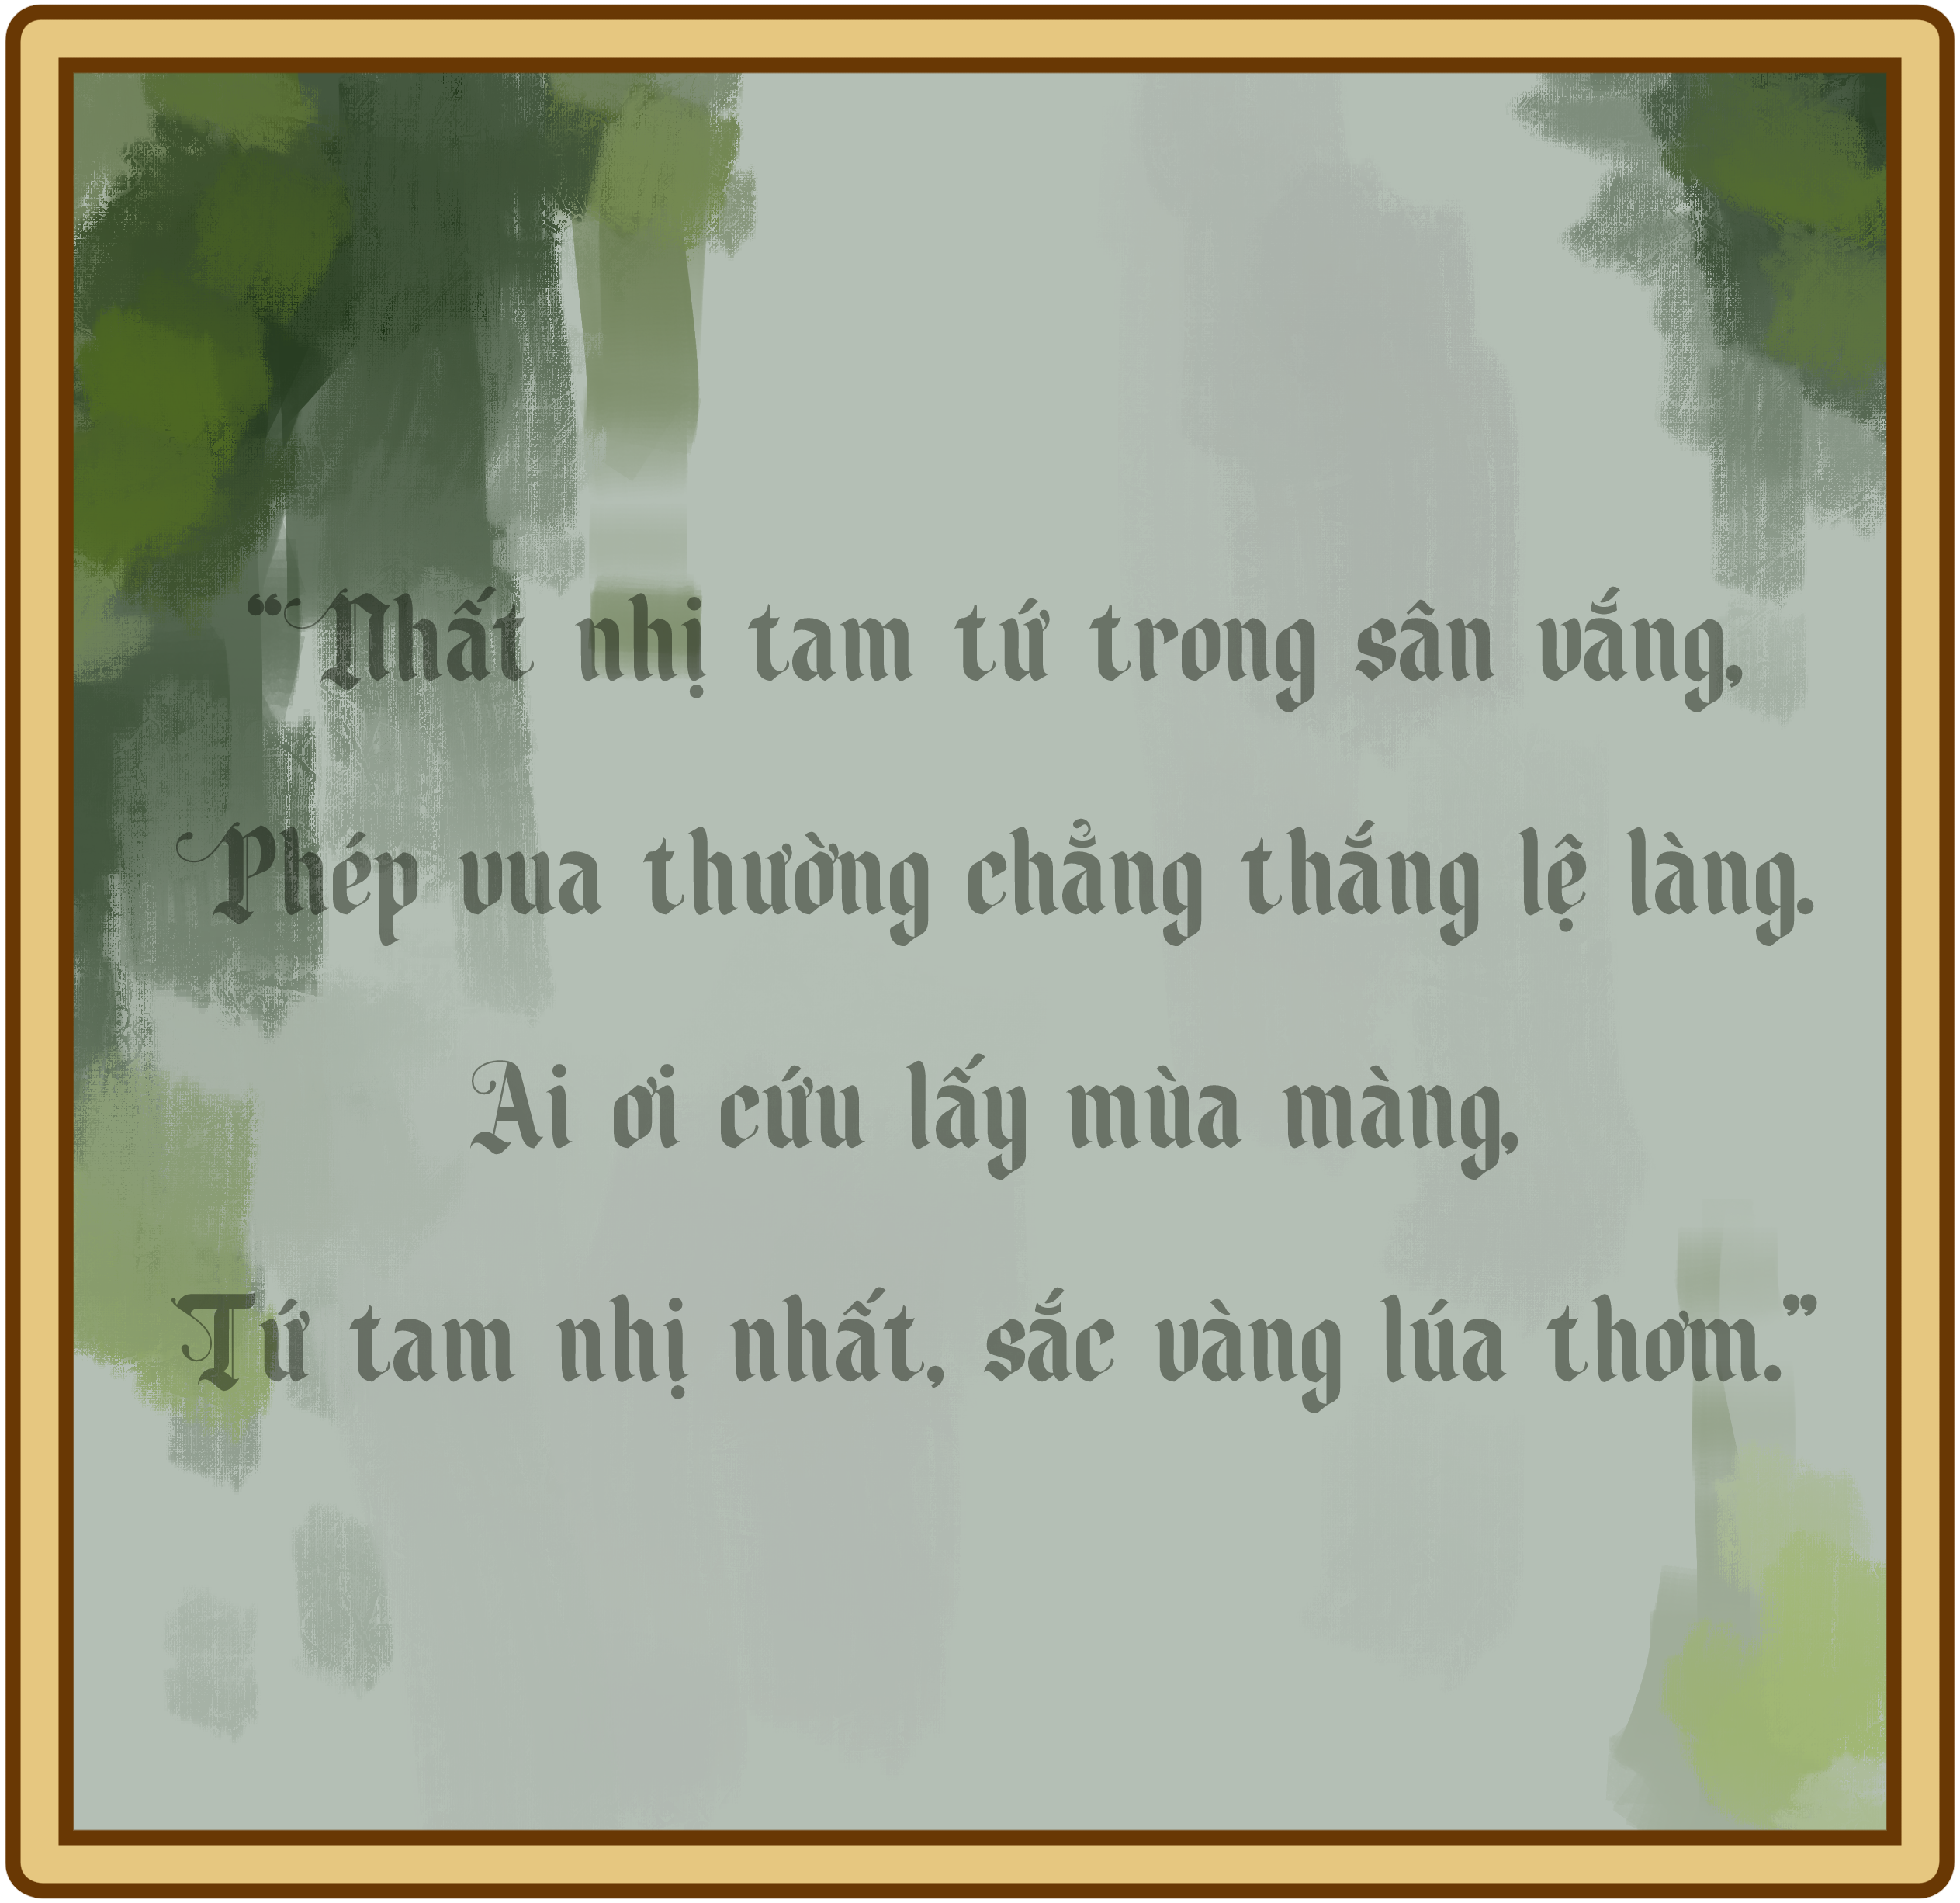 “Nhất nhị tam tứ trong sân vắng,
Phép vua thường chẳng thắng lệ làng.
Ai ơi cứu lấy mùa màng,
Tứ tam nhị nhất, sắc vàng lúa thơm.”